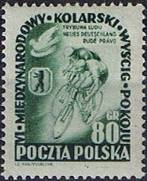 VI MIĘDZYNARODOWY KOLARSKI WYŚCIG POKOJU
TRYBUNA LUDU
NEUES DEUTSCHLAND
RUDÉ PRÁVO
GR
80
POCZTA POLSKA